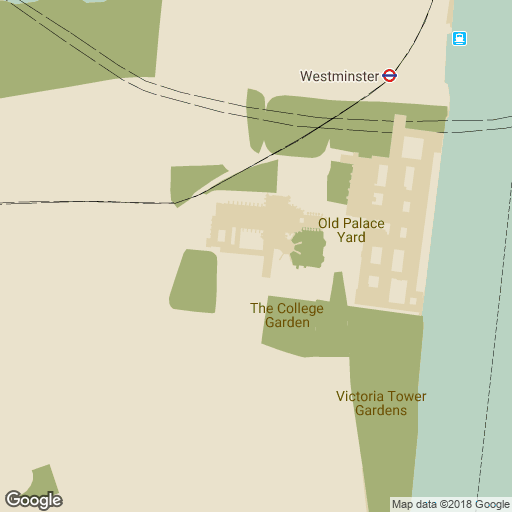 Westminster
Old Palace
Yard
The College
Garden
Victoria Tower
Gardens
Google
Map data ©2018 Google